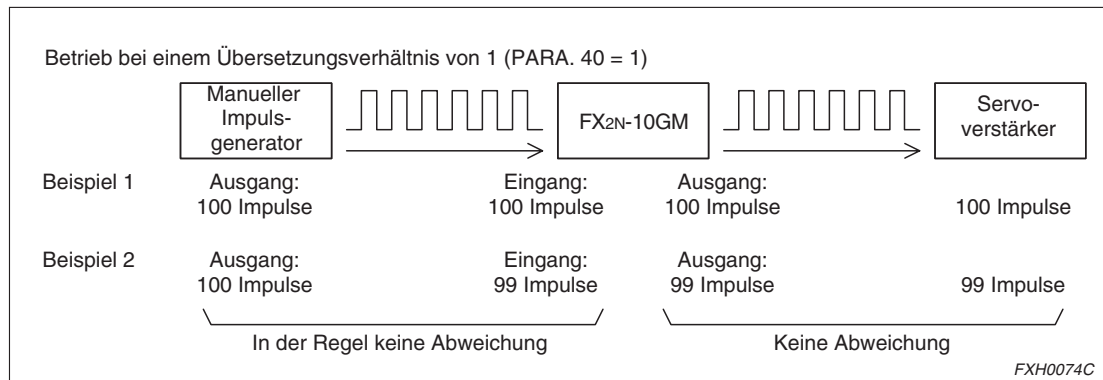 Betrieb bei einem Übersetzungsverhältnis von 1 (PARA. 40 = 1)
Manueller
Impuls-
generator
FX2N-10GM
Servo-
verstärker
Beispiel 1
Ausgang:
100 Impulse
Eingang:
100 Impulse
Ausgang:
100 Impulse
100 Impulse
Beispiel 2
Ausgang:
100 Impulse
Eingang:
99 Impulse
Ausgang:
99 Impulse
99 Impulse
In der Regel keine Abweichung
Keine Abweichung
FXH0074C